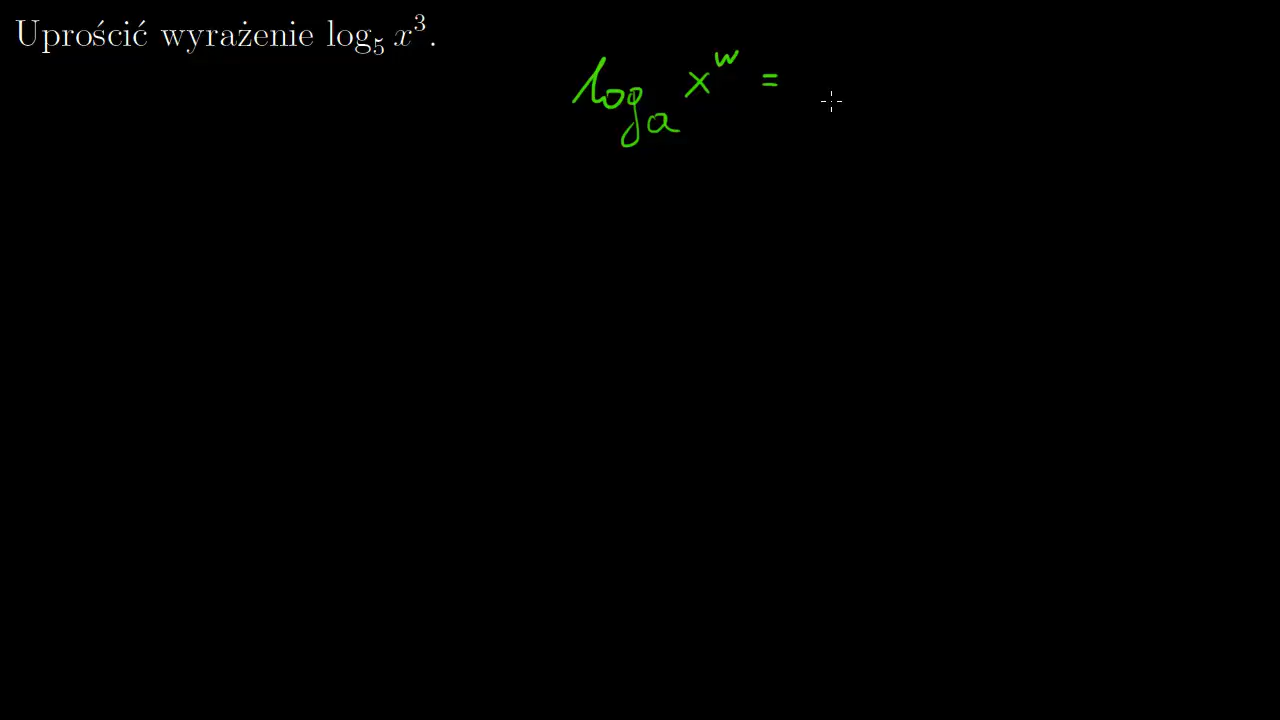 Uprościć wyrażenie log₅ x³.
logₐ xʷ =